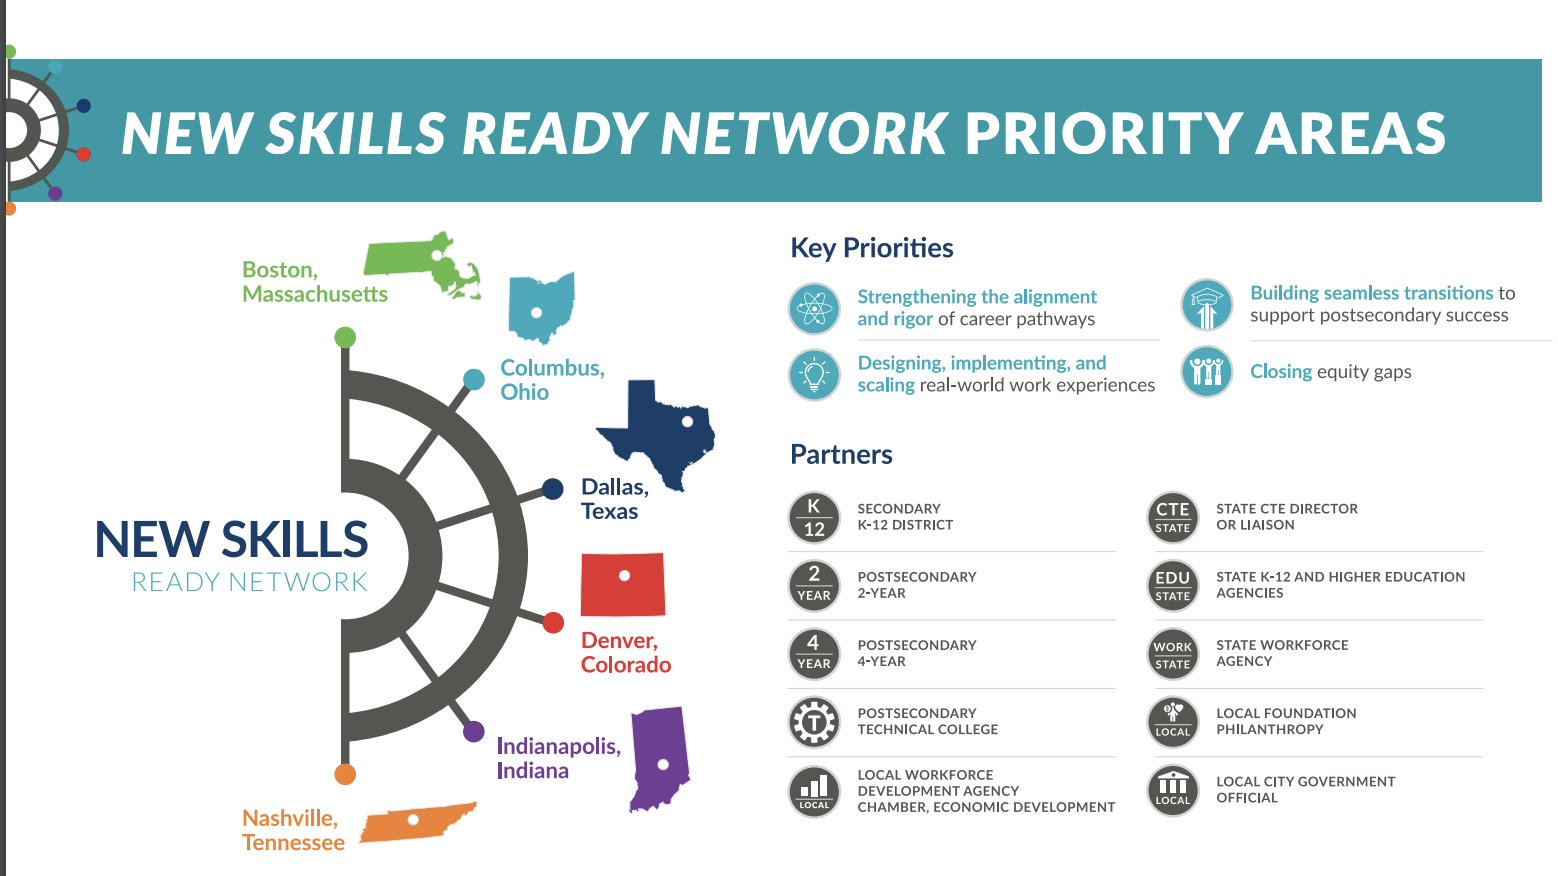 NEW SKILLS READY NETWORK PRIORITY AREAS
Boston,
Massachusetts
Columbus,
Ohio
Dallas,
Texas
NEW SKILLS
READY NETWORK
Denver,
Colorado
Indianapolis,
Indiana
Nashville,
Tennessee
Key Priorities
Strengthening the alignment
and rigor of career pathways
Designing, implementing, and
scaling real-world work experiences
Building seamless transitions to
support postsecondary success
Closing equity gaps
Partners
K
12
SECONDARY
K-12 DISTRICT
2
YEAR
POSTSECONDARY
2-YEAR
4
YEAR
POSTSECONDARY
4-YEAR
T
POSTSECONDARY
TECHNICAL COLLEGE
LOCAL
LOCAL WORKFORCE
DEVELOPMENT AGENCY
CHAMBER, ECONOMIC DEVELOPMENT
CTE
STATE
STATE CTE DIRECTOR
OR LIAISON
EDU
STATE
STATE K-12 AND HIGHER EDUCATION
AGENCIES
WORK
STATE
STATE WORKFORCE
AGENCY
LOCAL
LOCAL FOUNDATION
PHILANTHROPY
LOCAL
LOCAL CITY GOVERNMENT
OFFICIAL